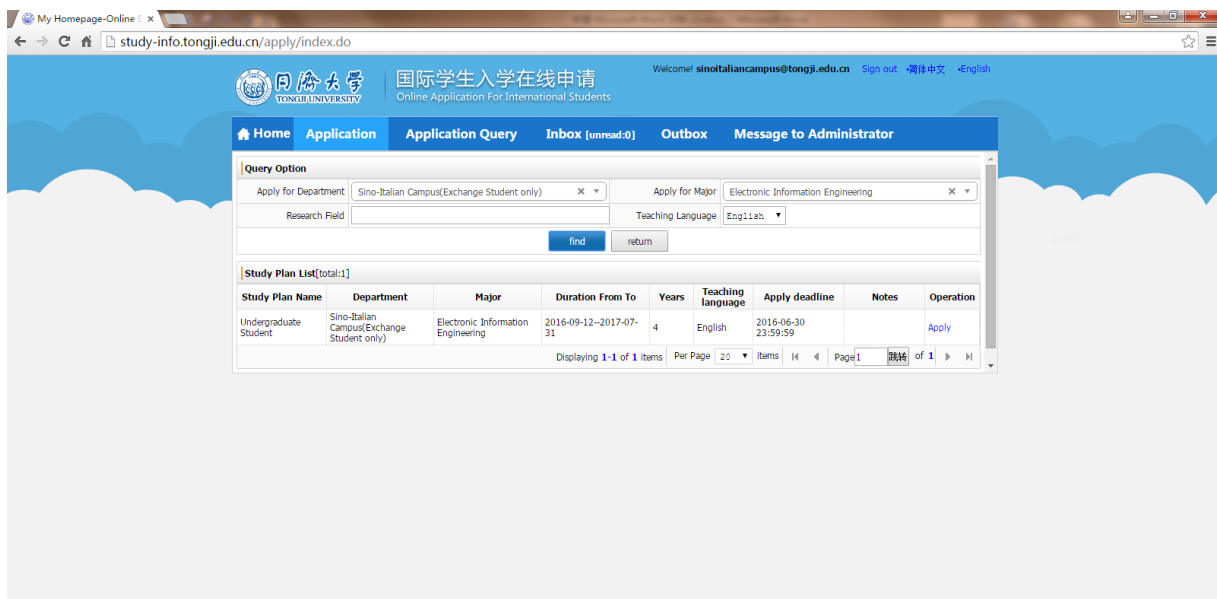 My Homepage-Online S
study-info.tongji.edu.cn/apply/index.do
Welcome! sinoitaliancampus@tongji.edu.cn Sign out •简体中文 •English
同济大学 国际学生入学在线申请
TONGJI UNIVERSITY Online Application For International Students
Home Application Application Query Inbox [unread:0] Outbox Message to Administrator
Query Option
Apply for Department Sino-Italian Campus(Exchange Student only) Apply for Major Electronic Information Engineering
Research Field Teaching Language English
find return
Study Plan List[total:1]
Study Plan Name Department Major Duration From To Years Teaching language Apply deadline Notes Operation
Undergraduate Student Sino-Italian Campus(Exchange Student only) Electronic Information Engineering 2016-09-12--2017-07-31 4 English 2016-06-30 23:59:59 Apply
Displaying 1-1 of 1 items Per Page 20 items Page 1 跳转 of 1